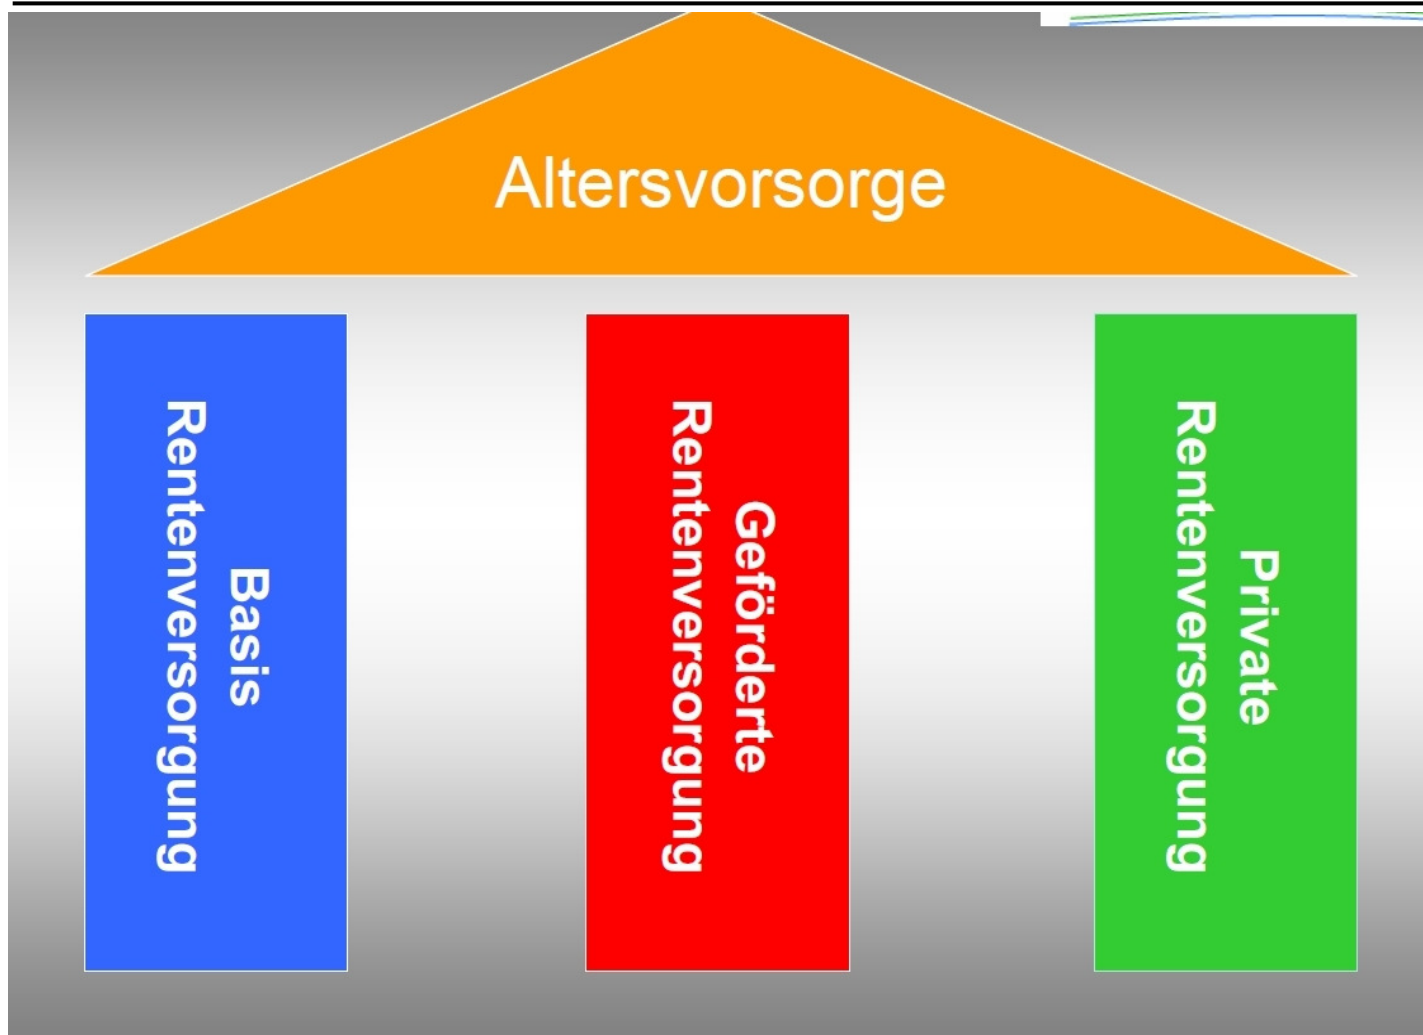 Altersvorsorge
Basis
Rentenversorgung
Geförderte
Rentenversorgung
Private
Rentenversorgung